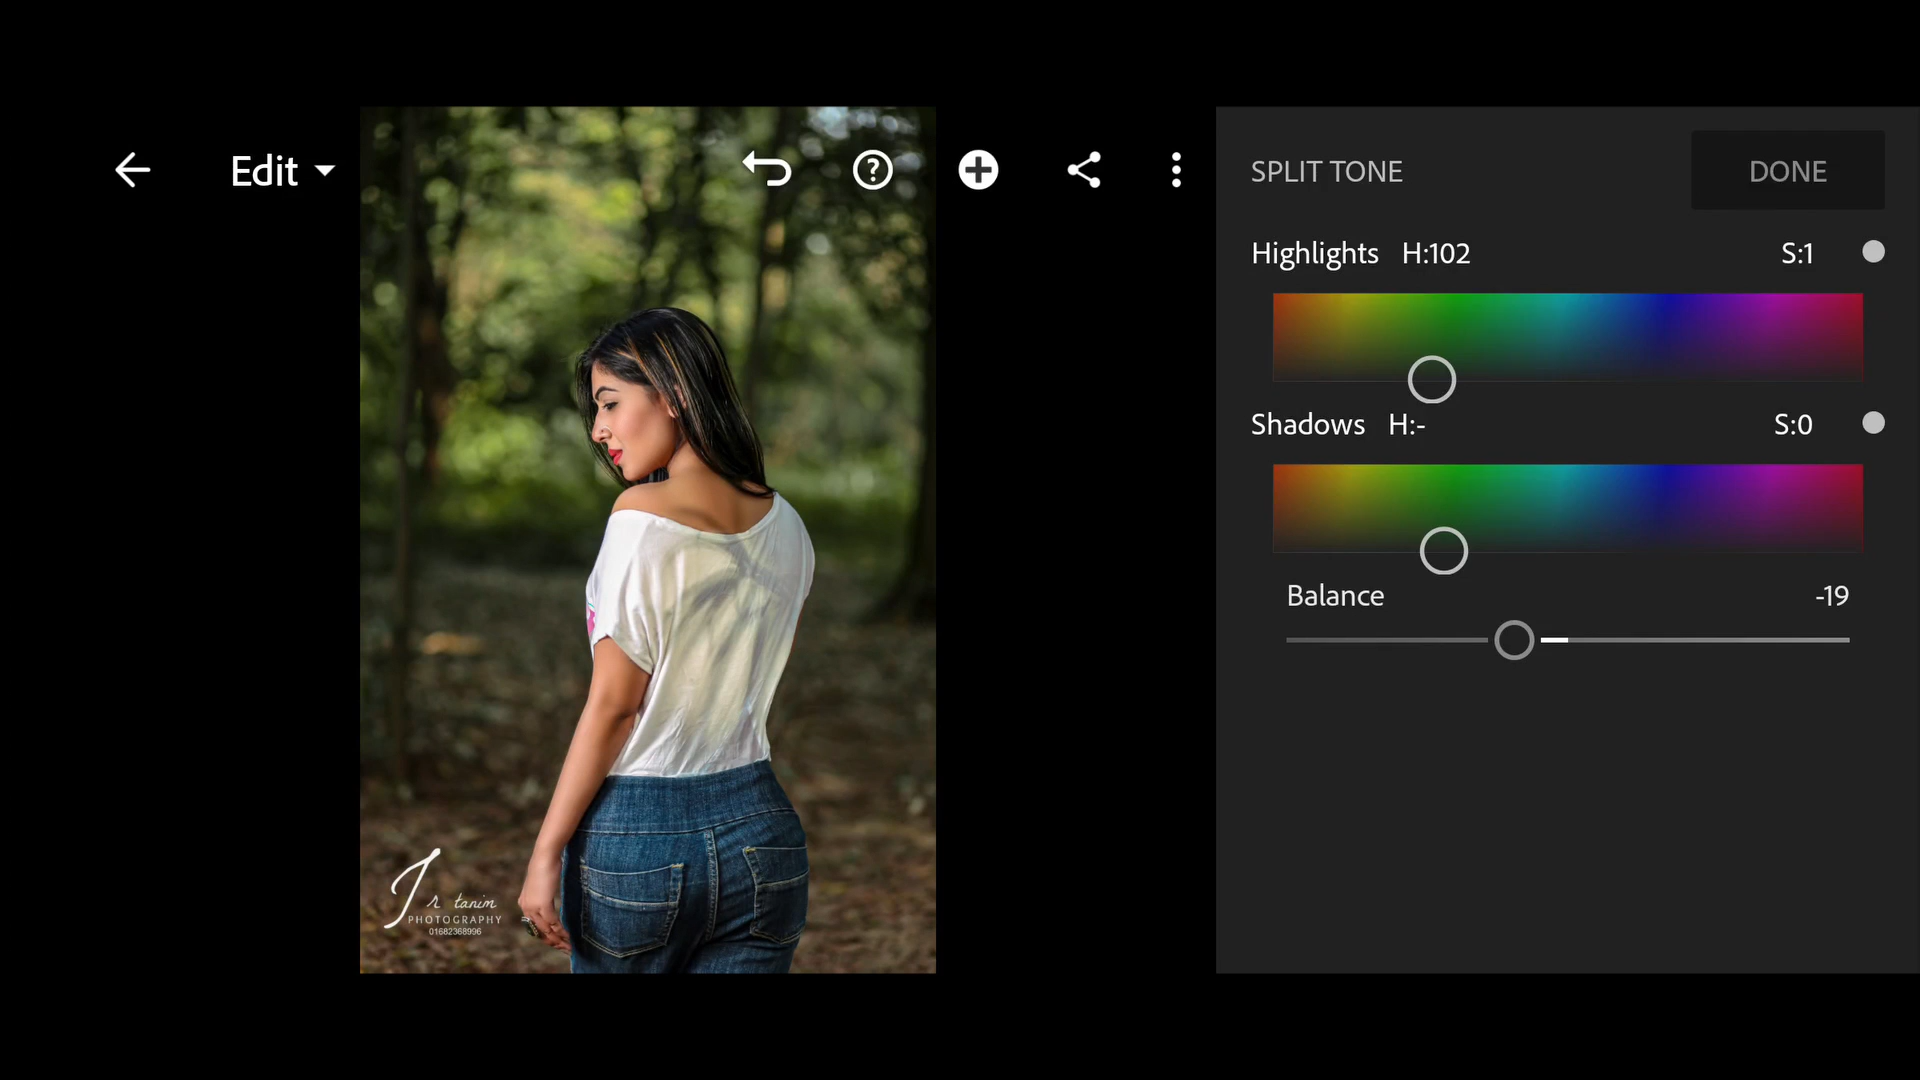 Edit
SPLIT TONE
DONE
Highlights H:102 S:1
Shadows H:- S:0
Balance -19
J r tanim
PHOTOGRAPHY
01682368996